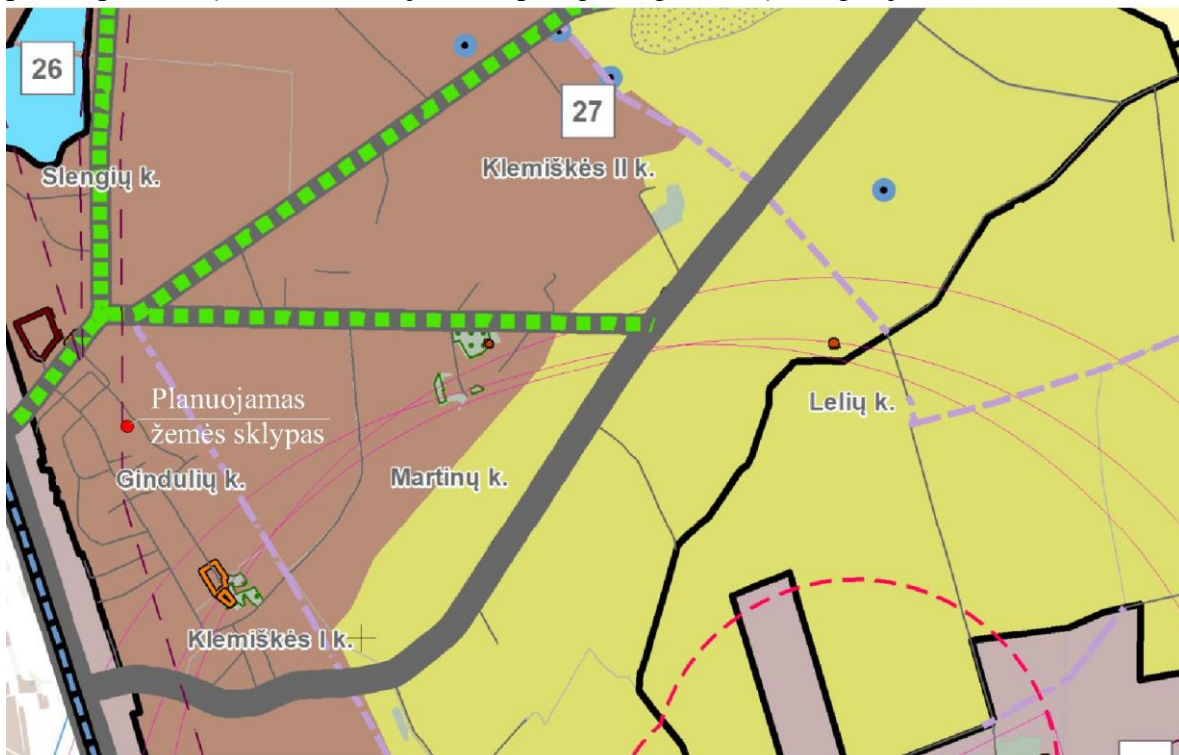 26
27
Slengių k.
Klemiškės II k.
Planuojamas
žemės sklypas
Lelių k.
Gindulių k.
Martinų k.
Klemiškės I k.